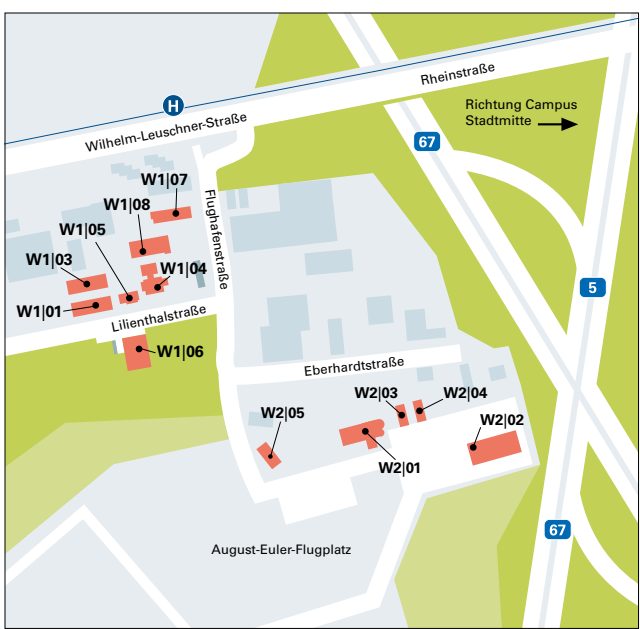 Rheinstraße
Richtung Campus
Stadtmitte
H
Wilhelm-Leuschner-Straße
67
W1|07
Flughafenstraße
W1|08
W1|05
W1|03
W1|04
5
W1|01
Lilienthalstraße
W1|06
Eberhardtstraße
W2|03
W2|04
W2|05
W2|02
W2|01
67
August-Euler-Flugplatz